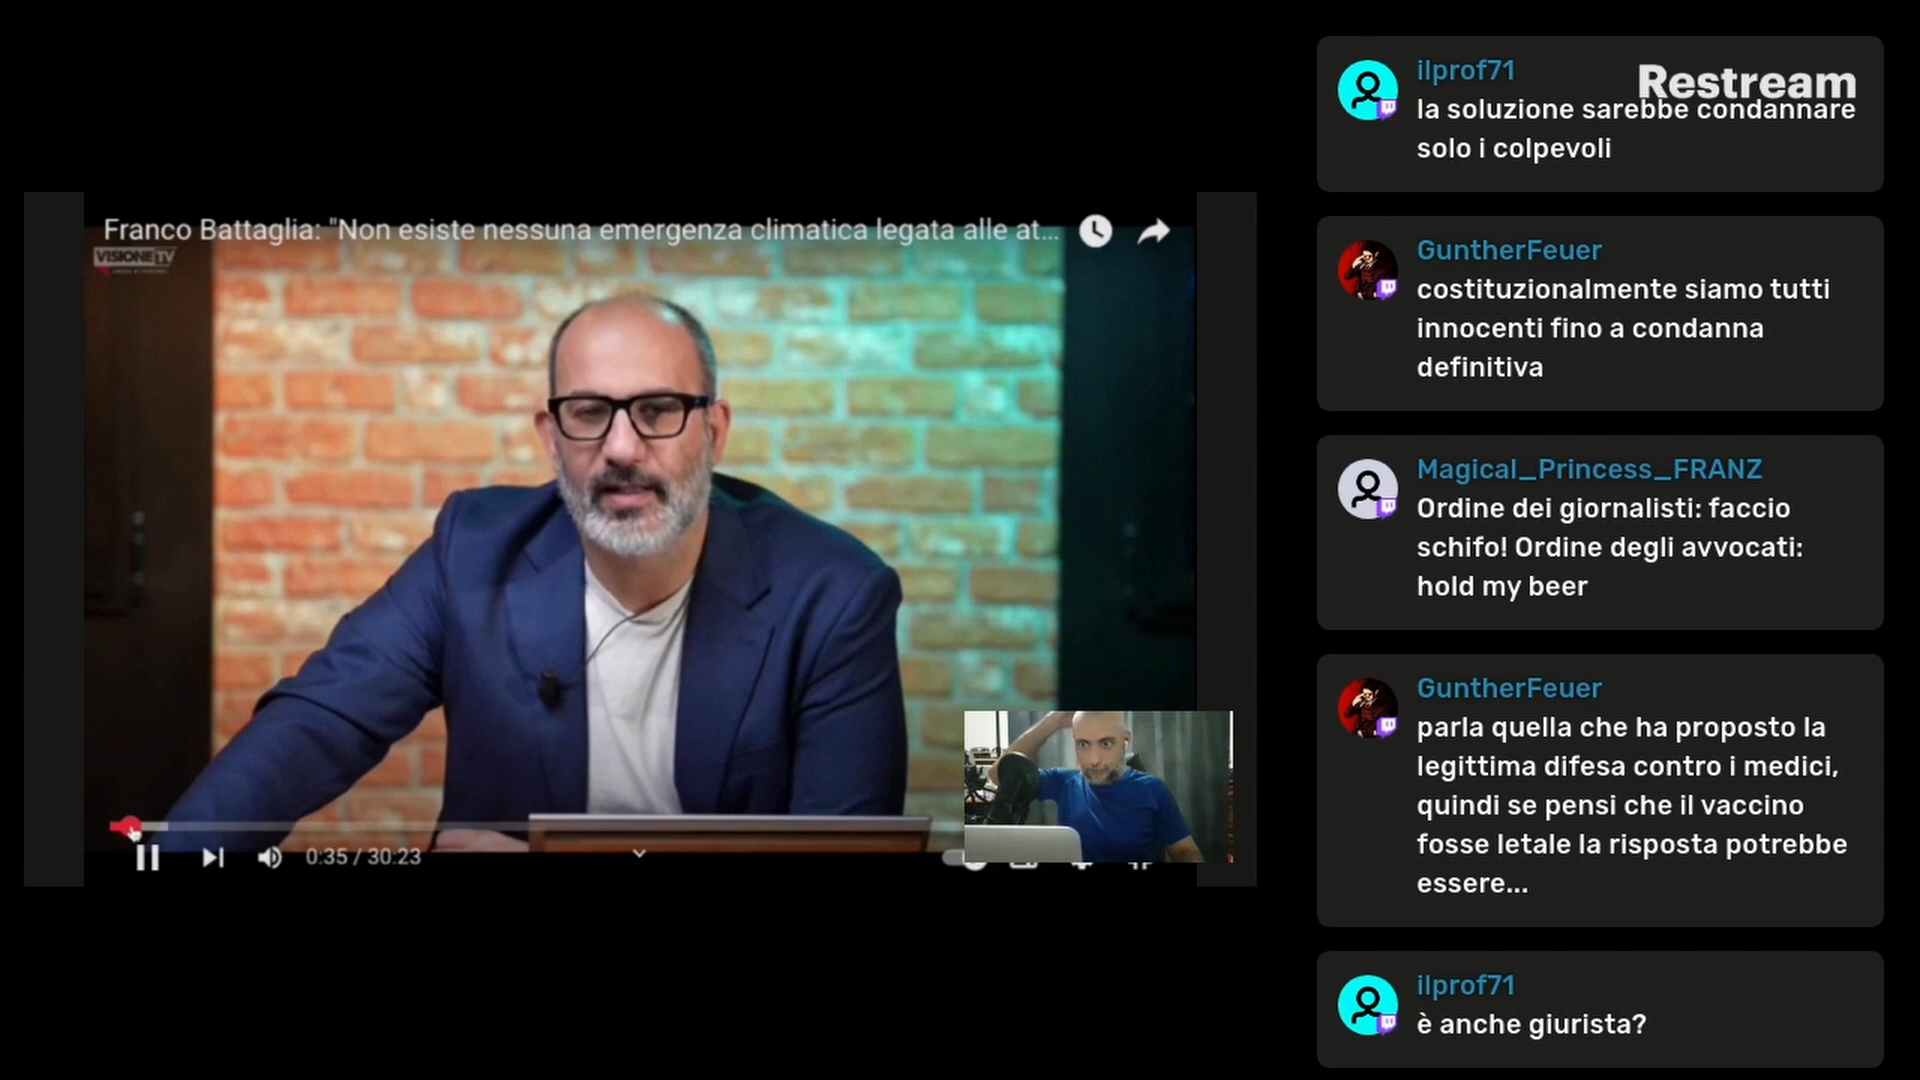 Franco Battaglia: "Non esiste nessuna emergenza climatica legata alle at...
VISIONE TV
0:35 / 30:23
Restream
ilprof71
la soluzione sarebbe condannare
solo i colpevoli
GuntherFeuer
costituzionalmente siamo tutti
innocenti fino a condanna
definitiva
Magical_Princess_FRANZ
Ordine dei giornalisti: faccio
schifo! Ordine degli avvocati:
hold my beer
GuntherFeuer
parla quella che ha proposto la
legittima difesa contro i medici,
quindi se pensi che il vaccino
fosse letale la risposta potrebbe
essere...
ilprof71
è anche giurista?